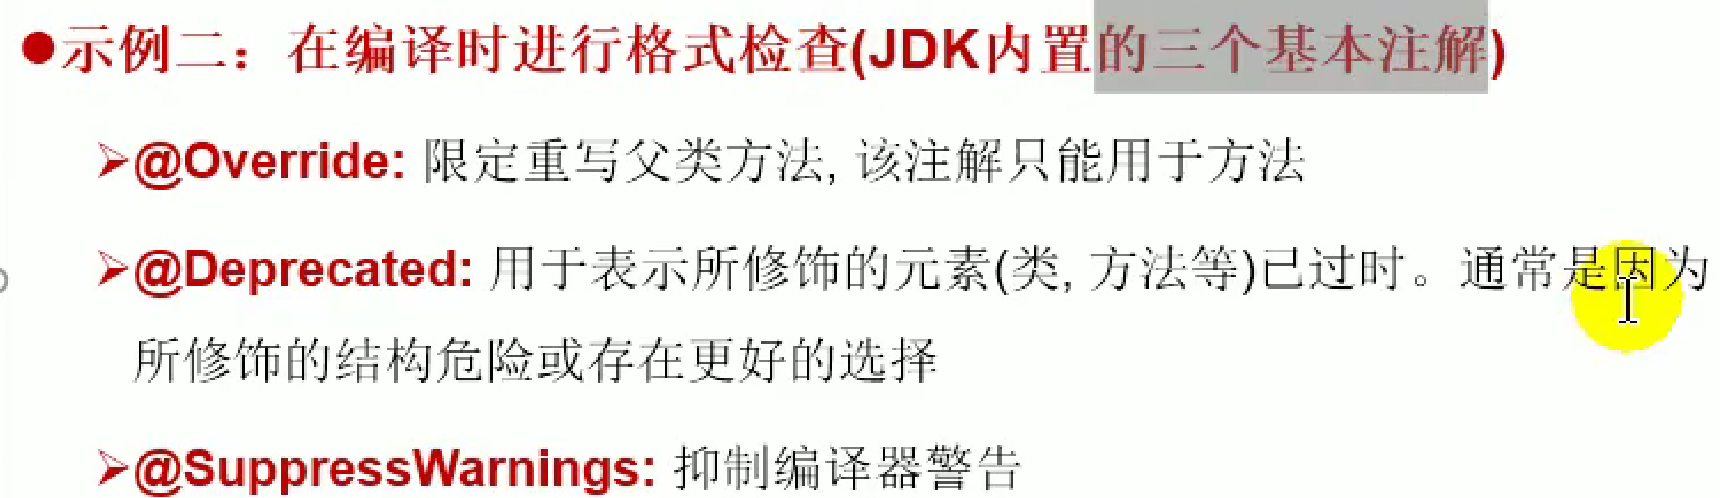 ●示例二：在编译时进行格式检查(JDK内置的三个基本注解)
➢@Override: 限定重写父类方法, 该注解只能用于方法
➢@Deprecated: 用于表示所修饰的元素(类, 方法等)已过时。通常是因为
所修饰的结构危险或存在更好的选择
➢@SuppressWarnings: 抑制编译器警告